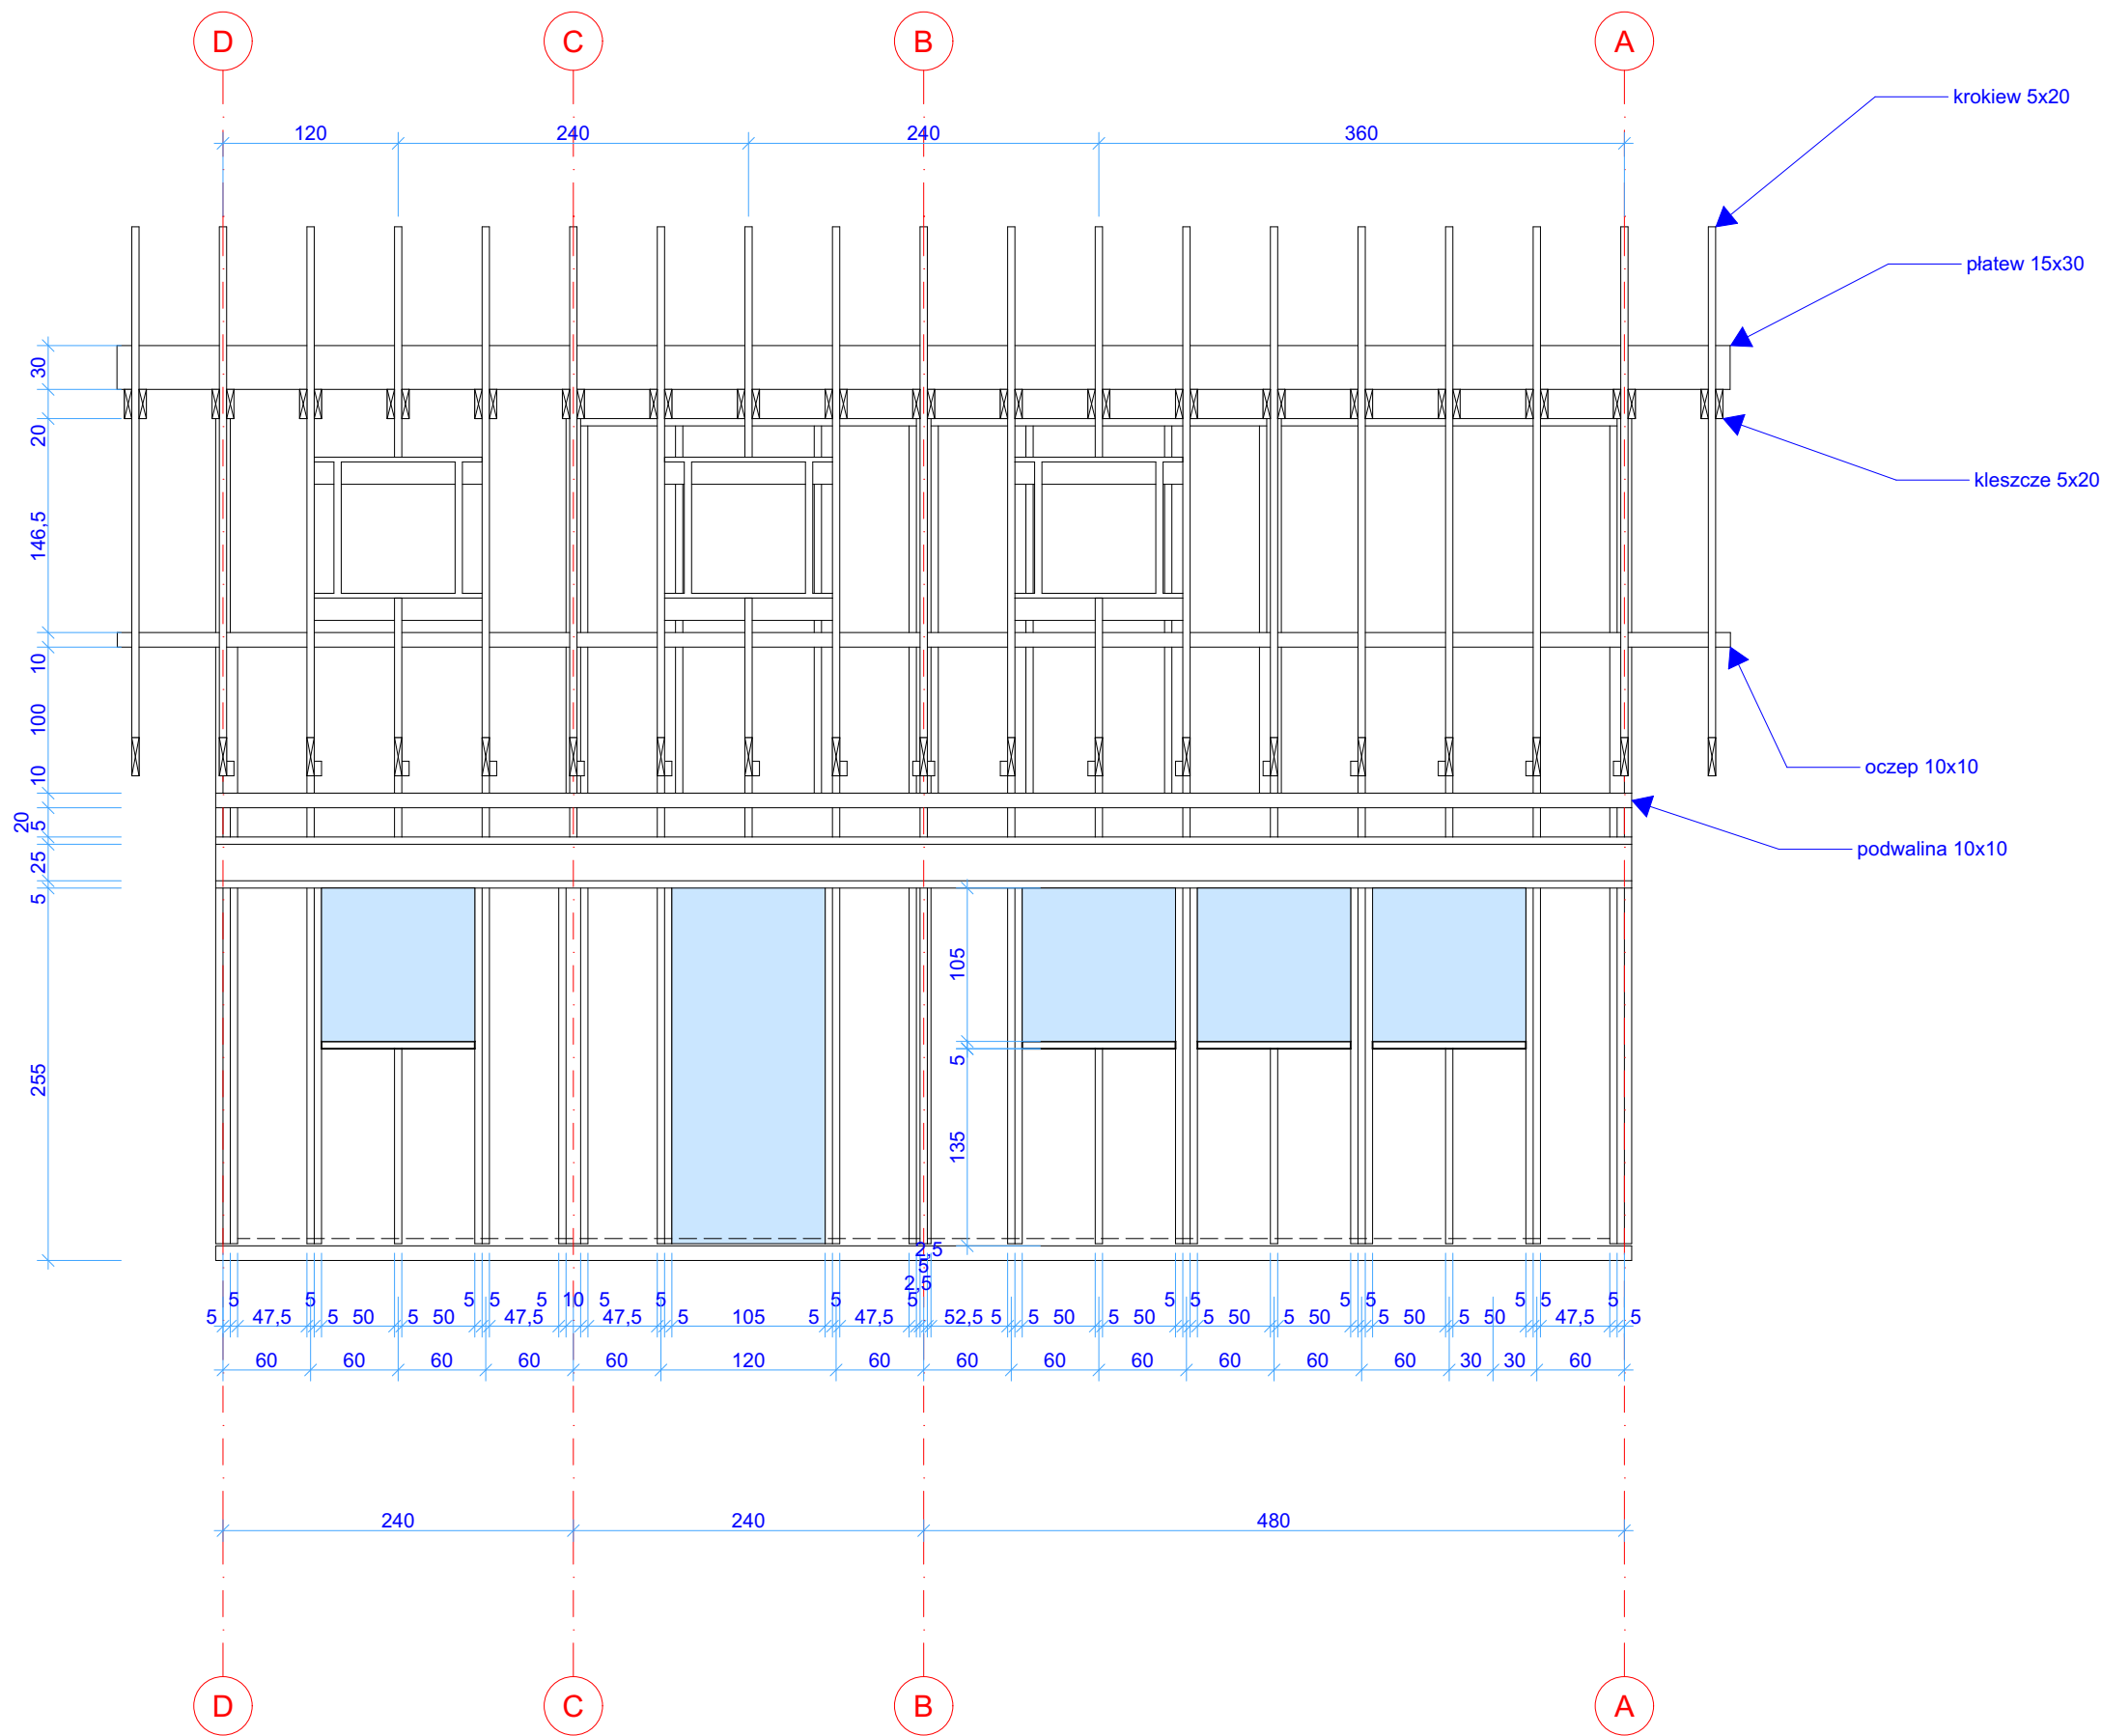 D C B A
krokiew 5x20
120 240 240 360
płatew 15x30
30
20
kleszcze 5x20
146,5
10
100
oczep 10x10
10
20
5
podwalina 10x10
25
5
105
5
255
135
2,5
5
2,5
5 5 5 5 5 10 5 5 5 5 5 5 5 5 5 5 5
5 47,5 5 50 5 50 47,5 47,5 5 105 5 47,5 52,5 5 5 50 5 50 5 50 5 50 5 50 5 50 47,5 5
60 60 60 60 60 120 60 60 60 60 60 60 60 30 30 60
240 240 480
D C B A